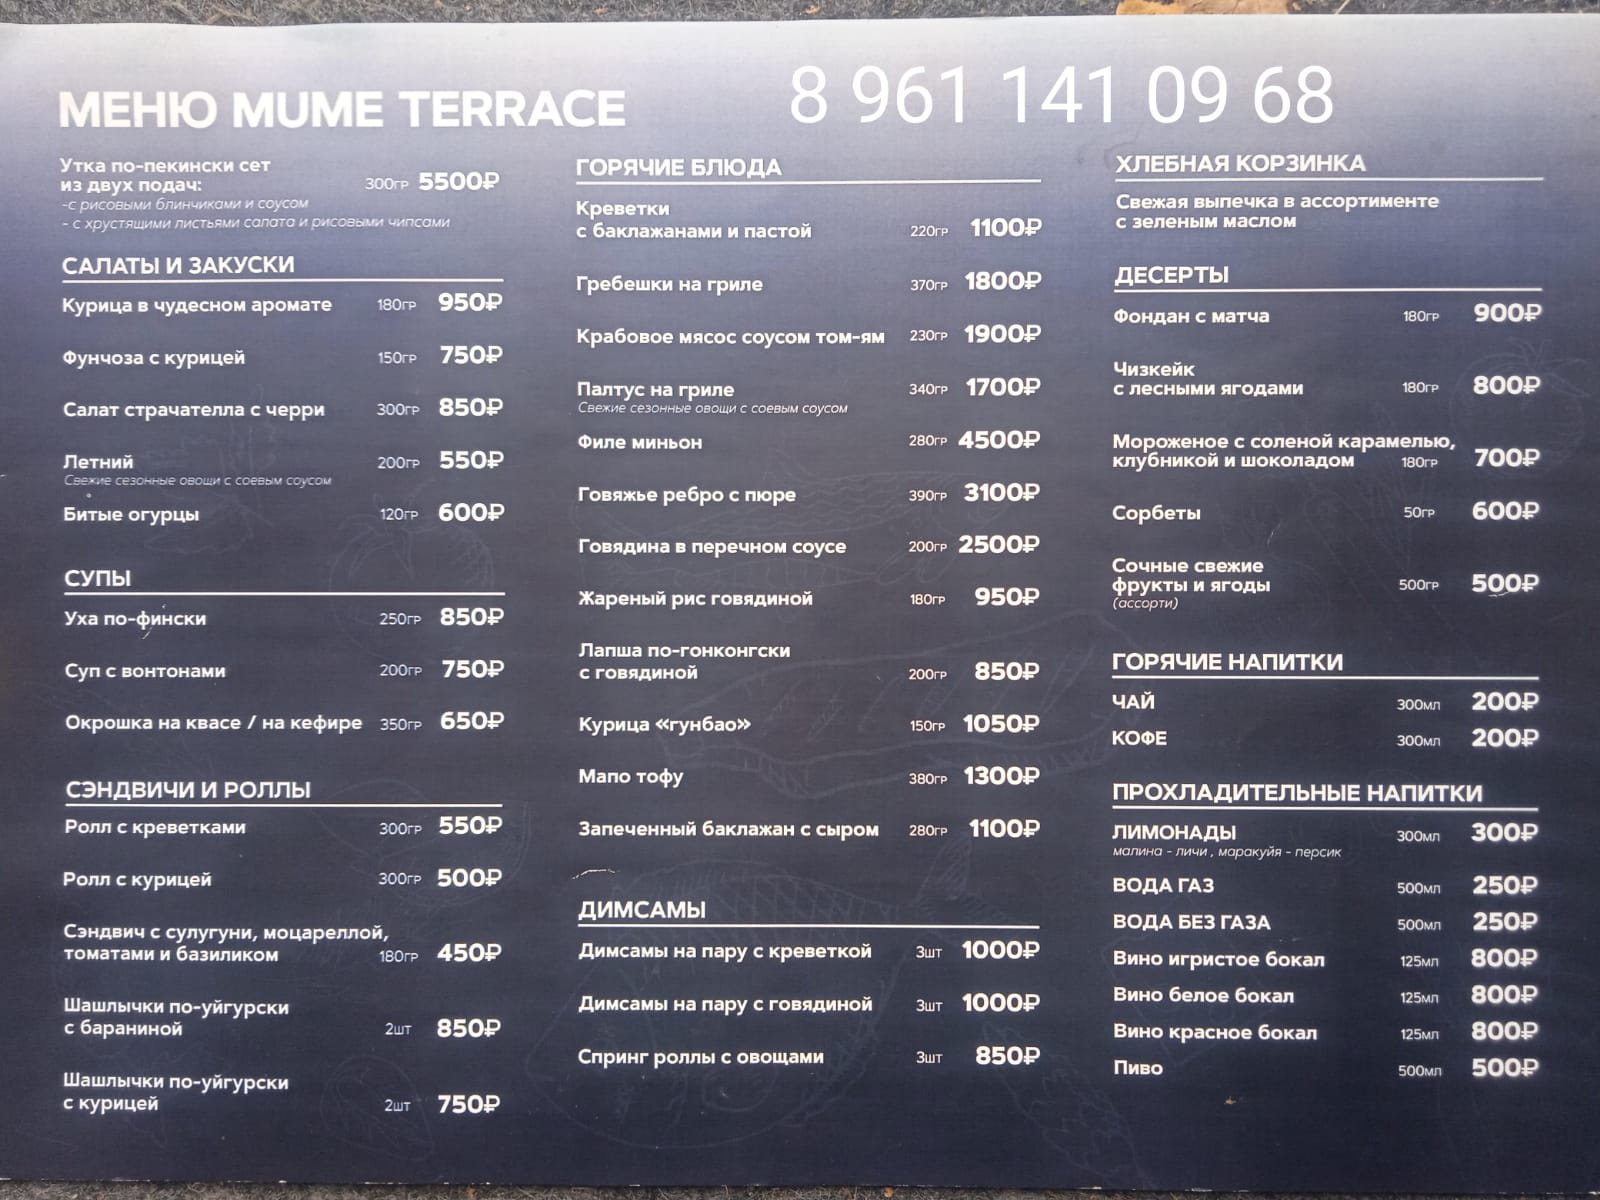 МЕНЮ MUME TERRACE
8 961 141 09 68
Утка по-пекински сет
из двух подач: 300гр 5500₽
-с рисовыми блинчиками и соусом
- с хрустящими листьями салата и рисовыми чипсами
САЛАТЫ И ЗАКУСКИ
Курица в чудесном аромате 180гр 950₽
Фунчоза с курицей 150гр 750₽
Салат страчателла с черри 300гр 850₽
Летний 200гр 550₽
Свежие сезонные овощи с соевым соусом
Битые огурцы 120гр 600₽
СУПЫ
Уха по-фински 250гр 850₽
Суп с вонтонами 200гр 750₽
Окрошка на квасе / на кефире 350гр 650₽
СЭНДВИЧИ И РОЛЛЫ
Ролл с креветками 300гр 550₽
Ролл с курицей 300гр 500₽
Сэндвич с сулугуни, моцареллой,
томатами и базиликом 180гр 450₽
Шашлычки по-уйгурски
с бараниной 2шт 850₽
Шашлычки по-уйгурски
с курицей 2шт 750₽
ГОРЯЧИЕ БЛЮДА
Креветки
с баклажанами и пастой 220гр 1100₽
Гребешки на гриле 370гр 1800₽
Крабовое мясос соусом том-ям 230гр 1900₽
Палтус на гриле 340гр 1700₽
Свежие сезонные овощи с соевым соусом
Филе миньон 280гр 4500₽
Говяжье ребро с пюре 390гр 3100₽
Говядина в перечном соусе 200гр 2500₽
Жареный рис говядиной 180гр 950₽
Лапша по-гонконгски
с говядиной 200гр 850₽
Курица «гунбао» 150гр 1050₽
Мапо тофу 380гр 1300₽
Запеченный баклажан с сыром 280гр 1100₽
ДИМСАМЫ
Димсамы на пару с креветкой 3шт 1000₽
Димсамы на пару с говядиной 3шт 1000₽
Спринг роллы с овощами 3шт 850₽
ХЛЕБНАЯ КОРЗИНКА
Свежая выпечка в ассортименте
с зеленым маслом
ДЕСЕРТЫ
Фондан с матча 180гр 900₽
Чизкейк
с лесными ягодами 180гр 800₽
Мороженое с соленой карамелью,
клубникой и шоколадом 180гр 700₽
Сорбеты 50гр 600₽
Сочные свежие
фрукты и ягоды 500гр 500₽
(ассорти)
ГОРЯЧИЕ НАПИТКИ
ЧАЙ 300мл 200₽
КОФЕ 300мл 200₽
ПРОХЛАДИТЕЛЬНЫЕ НАПИТКИ
ЛИМОНАДЫ 300мл 300₽
малина - личи , маракуйя - персик
ВОДА ГАЗ 500мл 250₽
ВОДА БЕЗ ГАЗА 500мл 250₽
Вино игристое бокал 125мл 800₽
Вино белое бокал 125мл 800₽
Вино красное бокал 125мл 800₽
Пиво 500мл 500₽